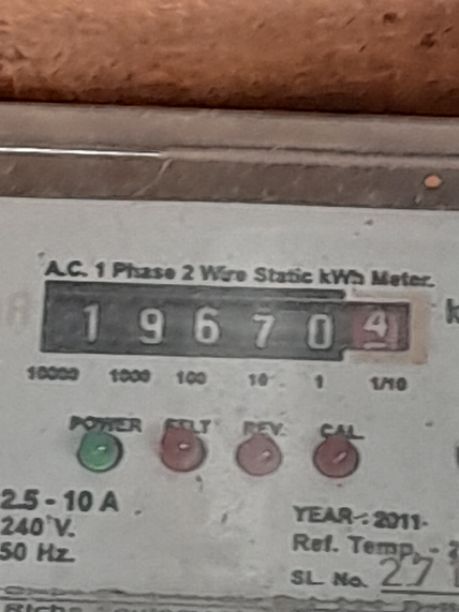 A.C. 1 Phase 2 Wire Static kWh Meter.
1 9 6 7 0 4 k
10000 1000 100 10 1 1/10
POWER REV. CAL
2.5 - 10 A
240 V. YEAR : 2011
50 Hz. Ref. Temp. -
SL. No. 27